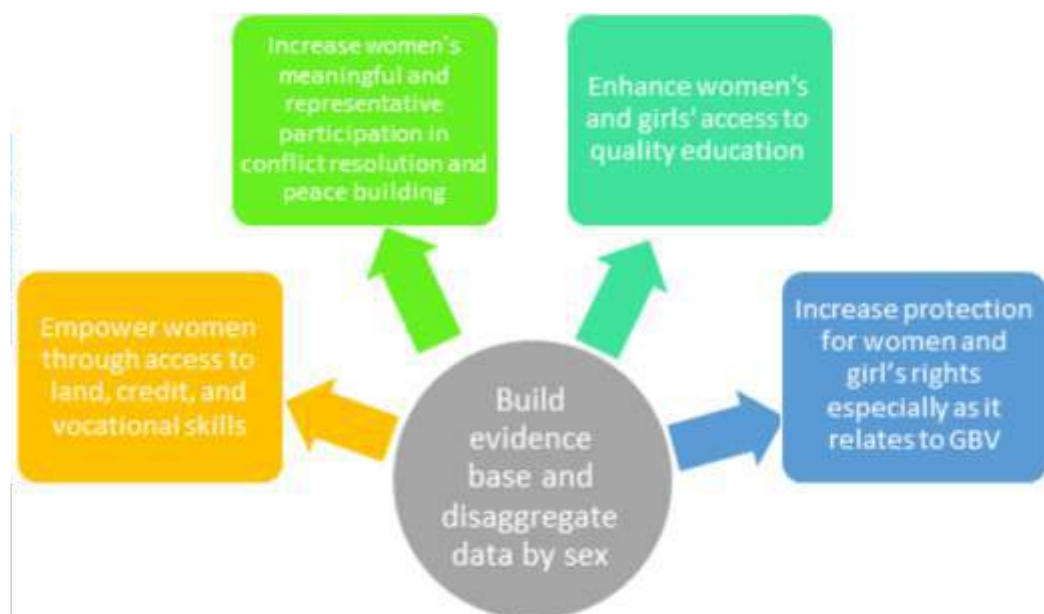 Increase women's
meaningful and
representative
participation in
conflict resolution and
peace building
Enhance women's
and girls' access to
quality education
Empower women
through access to
land, credit, and
vocational skills
Increase protection
for women and
girl's rights
especially as it
relates to GBV
Build
evidence
base and
disaggregate
data by sex